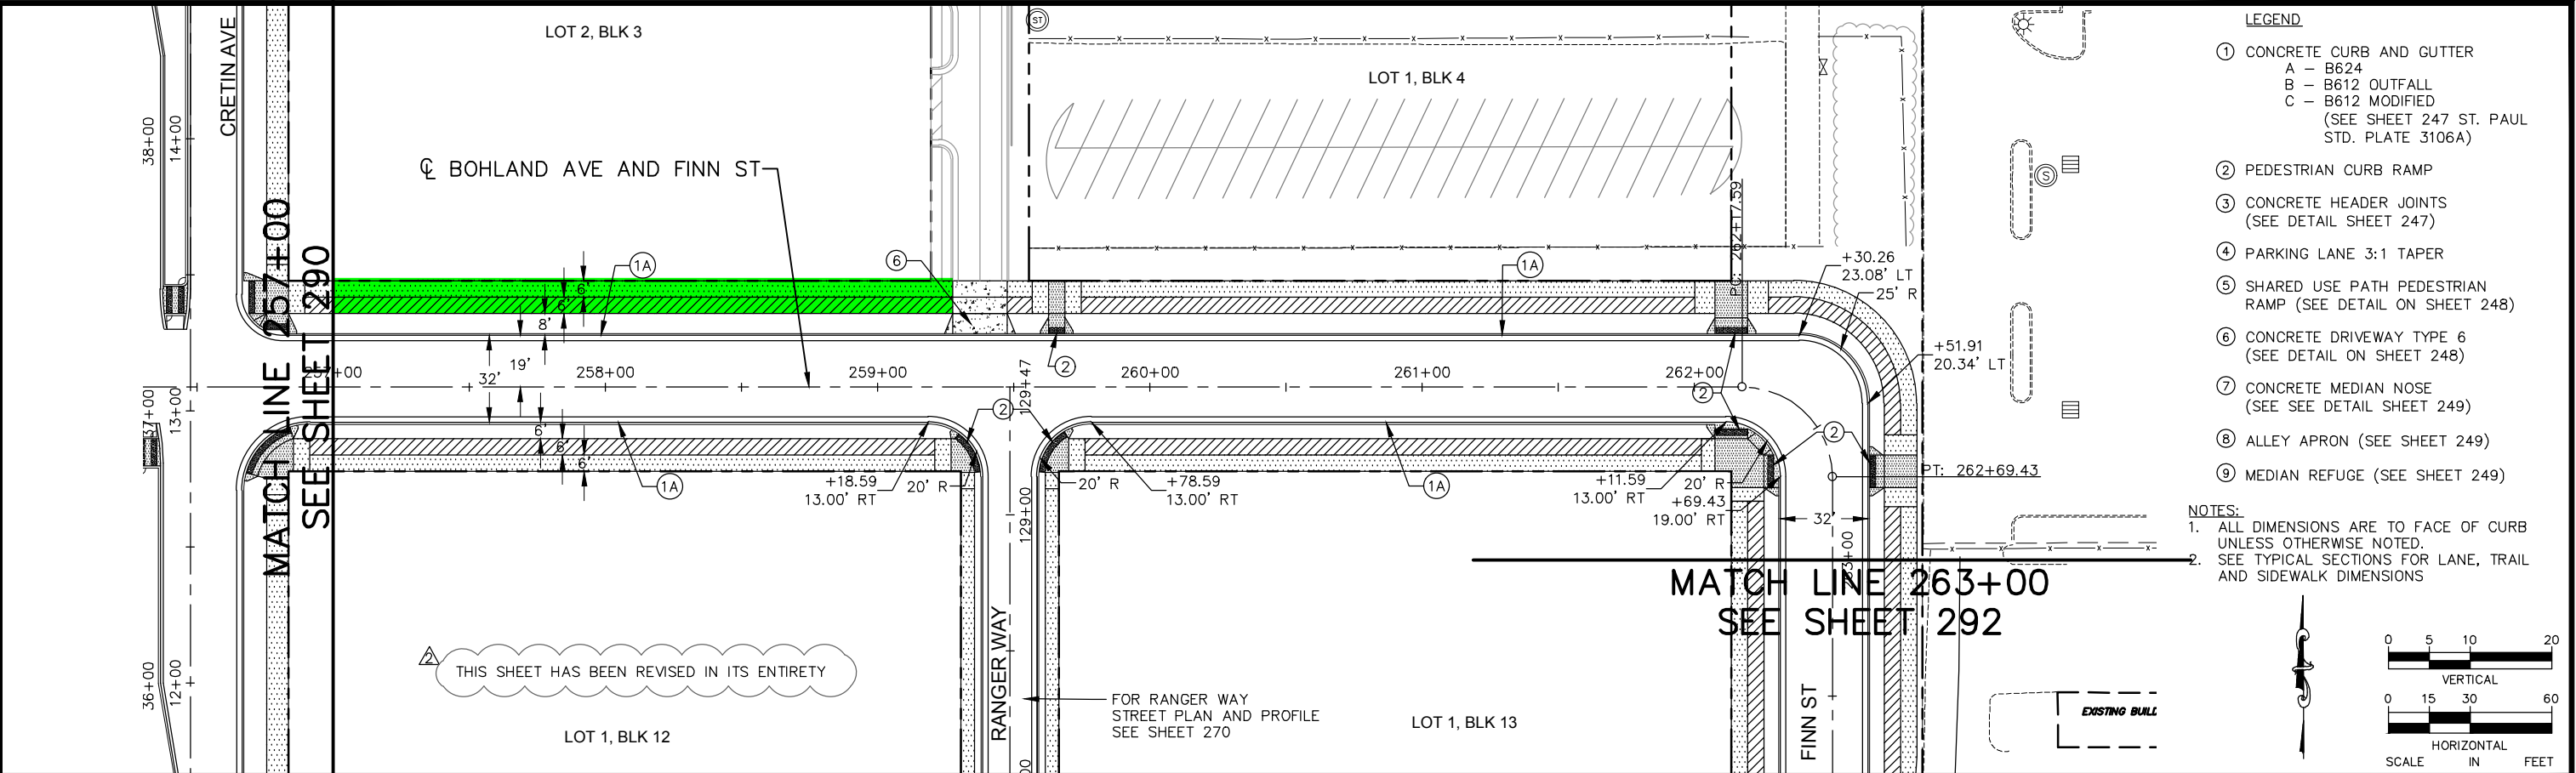 CRETIN AVE
38+00
14+00
37+00
13+00
36+00
12+00
MATCH LINE 257+00
SEE SHEET 290
LOT 2, BLK 3
℄ BOHLAND AVE AND FINN ST
1A
6
6'
6'
8'
19'
32'
257+00
258+00
259+00
260+00
261+00
262+00
ST
LOT 1, BLK 4
1A
PC: 262+17.59
+30.26
23.08' LT
25' R
+51.91
20.34' LT
2
2
2
2
129+47
129+00
6'
6'
6'
1A
+18.59
13.00' RT
20' R
20' R
+78.59
13.00' RT
1A
+11.59
13.00' RT
20' R
+69.43
19.00' RT
32'
PT: 262+69.43
263+00
MATCH LINE 263+00
SEE SHEET 292
2
THIS SHEET HAS BEEN REVISED IN ITS ENTIRETY
LOT 1, BLK 12
RANGER WAY
FOR RANGER WAY
STREET PLAN AND PROFILE
SEE SHEET 270
LOT 1, BLK 13
FINN ST
S
EXISTING BUIL
LEGEND
1 CONCRETE CURB AND GUTTER
A – B624
B – B612 OUTFALL
C – B612 MODIFIED
(SEE SHEET 247 ST. PAUL
STD. PLATE 3106A)
2 PEDESTRIAN CURB RAMP
3 CONCRETE HEADER JOINTS
(SEE DETAIL SHEET 247)
4 PARKING LANE 3:1 TAPER
5 SHARED USE PATH PEDESTRIAN
RAMP (SEE DETAIL ON SHEET 248)
6 CONCRETE DRIVEWAY TYPE 6
(SEE DETAIL ON SHEET 248)
7 CONCRETE MEDIAN NOSE
(SEE SEE DETAIL SHEET 249)
8 ALLEY APRON (SEE SHEET 249)
9 MEDIAN REFUGE (SEE SHEET 249)
NOTES:
1. ALL DIMENSIONS ARE TO FACE OF CURB
UNLESS OTHERWISE NOTED.
2. SEE TYPICAL SECTIONS FOR LANE, TRAIL
AND SIDEWALK DIMENSIONS
0 5 10 20
VERTICAL
0 15 30 60
HORIZONTAL
SCALE IN FEET